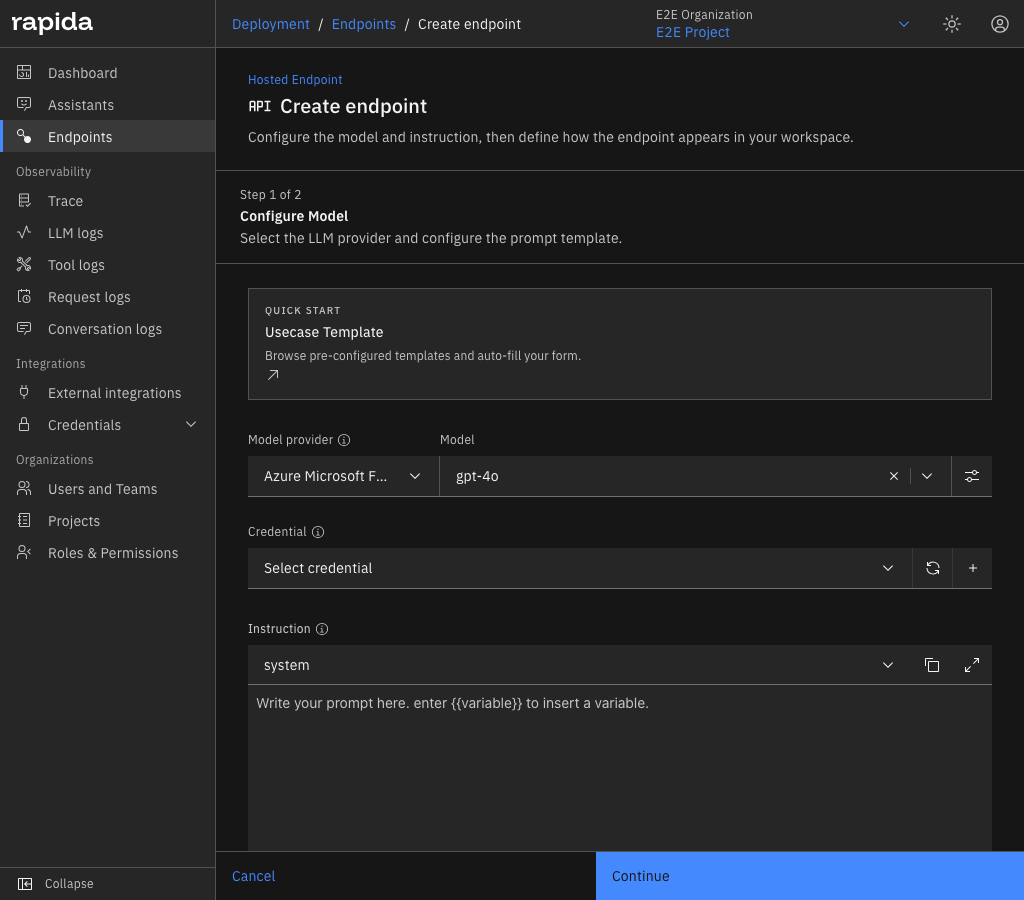 rapida
Deployment / Endpoints / Create endpoint
E2E Organization
E2E Project
Dashboard
Assistants
Endpoints
Observability
Trace
LLM logs
Tool logs
Request logs
Conversation logs
Integrations
External integrations
Credentials
Organizations
Users and Teams
Projects
Roles & Permissions
Collapse
Hosted Endpoint
API Create endpoint
Configure the model and instruction, then define how the endpoint appears in your workspace.
Step 1 of 2
Configure Model
Select the LLM provider and configure the prompt template.
QUICK START
Usecase Template
Browse pre-configured templates and auto-fill your form.
Model provider Model
Azure Microsoft F... gpt-4o
Credential
Select credential
Instruction
system
Write your prompt here. enter {{variable}} to insert a variable.
Cancel Continue